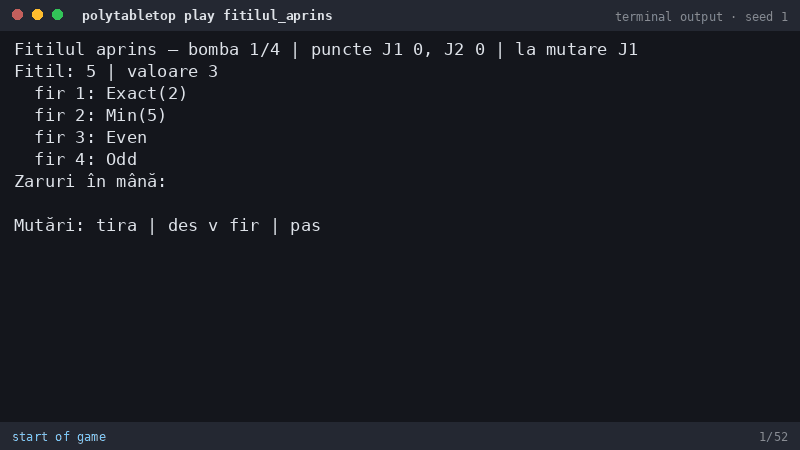 polytabletop play fitilul_aprins
terminal output · seed 1
Fitilul aprins — bomba 1/4 | puncte J1 0, J2 0 | la mutare J1
Fitil: 5 | valoare 3
fir 1: Exact(2)
fir 2: Min(5)
fir 3: Even
fir 4: Odd
Zaruri în mână:
Mutări: tira | des v fir | pas
start of game
1/52